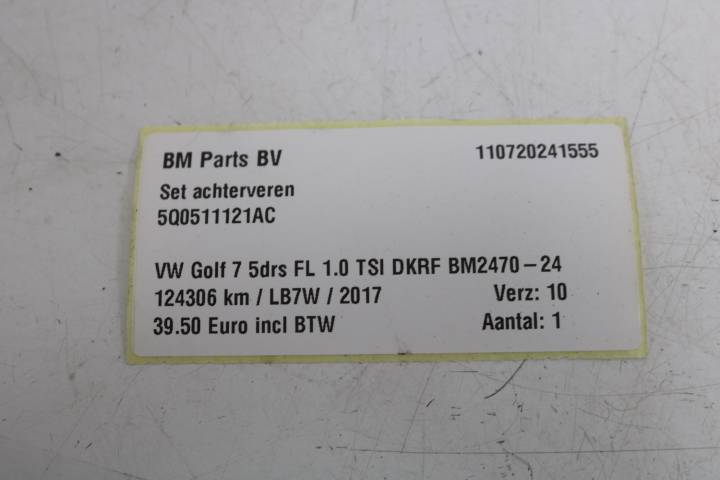 BM Parts BV 110720241555
Set achterveren
5Q0511121AC
VW Golf 7 5drs FL 1.0 TSI DKRF BM2470-24
124306 km / LB7W / 2017 Verz: 10
39.50 Euro incl BTW Aantal: 1